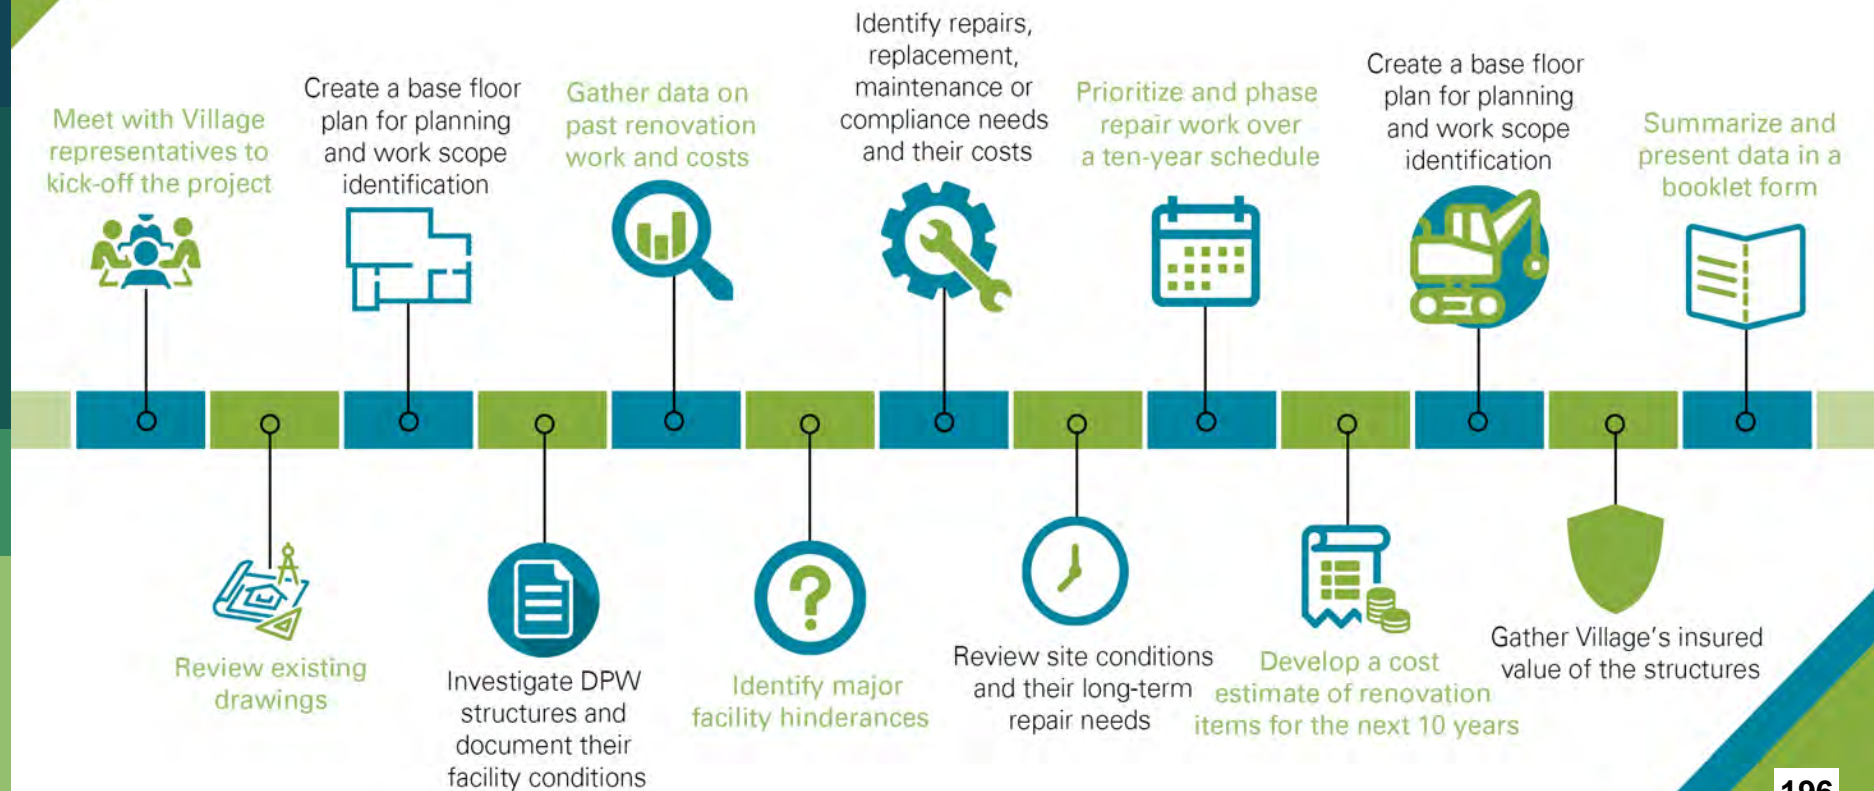 Meet with Village
representatives to
kick-off the project
Review existing
drawings
Create a base floor
plan for planning
and work scope
identification
Investigate DPW
structures and
document their
facility conditions
Gather data on
past renovation
work and costs
Identify major
facility hinderances
Identify repairs,
replacement,
maintenance or
compliance needs
and their costs
Review site conditions
and their long-term
repair needs
Prioritize and phase
repair work over
a ten-year schedule
Develop a cost
estimate of renovation
items for the next 10 years
Create a base floor
plan for planning
and work scope
identification
Gather Village's insured
value of the structures
Summarize and
present data in a
booklet form
196